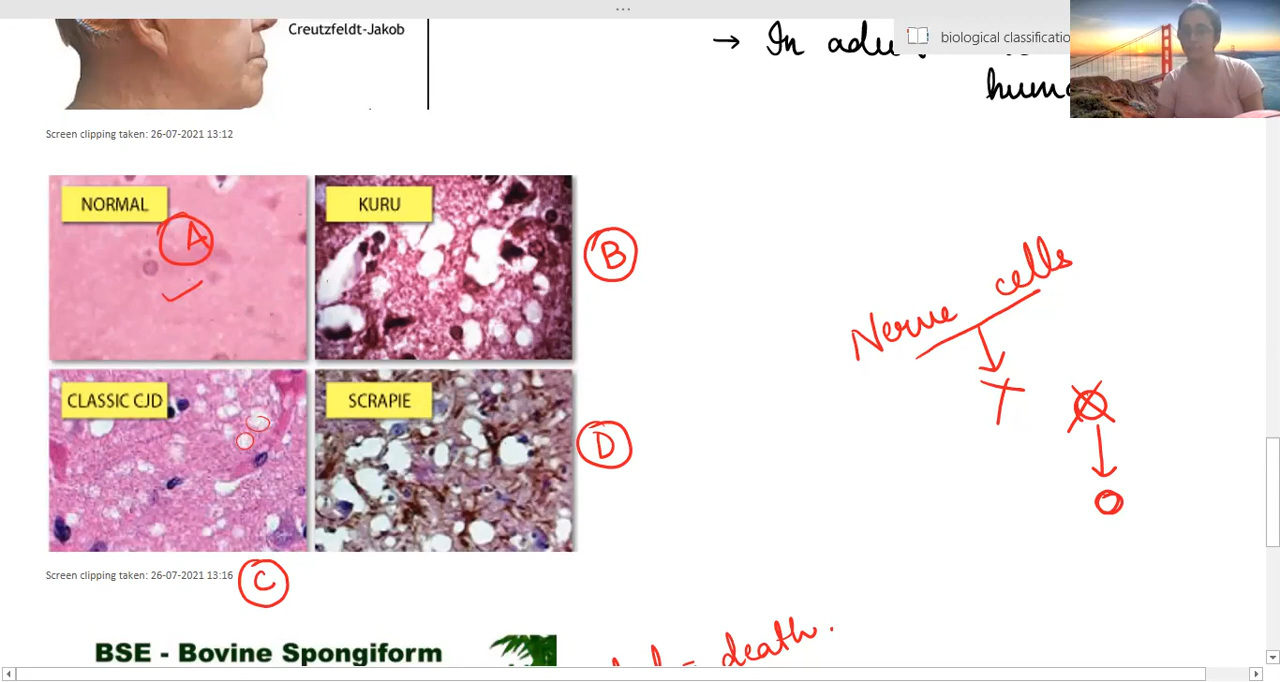 ...
Creutzfeldt-Jakob
→ In adu
biological classificatio
hum
Screen clipping taken: 26-07-2021 13:12
NORMAL
KURU
A
B
Nerve cells
CLASSIC CJD
SCRAPIE
D
Screen clipping taken: 26-07-2021 13:16
C
BSE - Bovine Spongiform
- death.